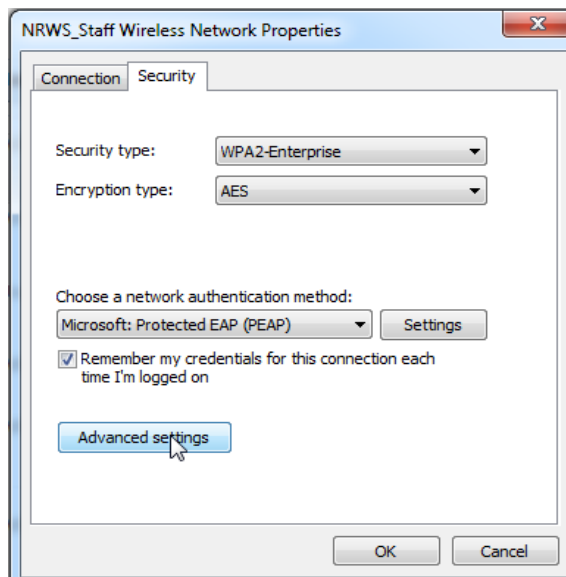 NRWS_Staff Wireless Network Properties
Connection
Security
Security type:
WPA2-Enterprise
Encryption type:
AES
Choose a network authentication method:
Microsoft: Protected EAP (PEAP)
Settings
Remember my credentials for this connection each
time I'm logged on
Advanced settings
OK
Cancel